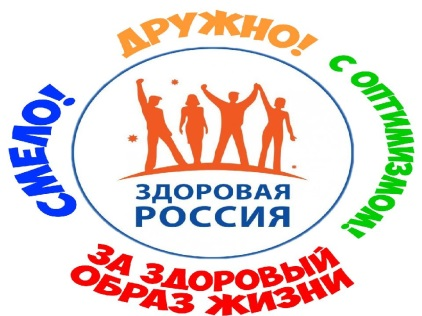 СМЕЛО!
ДРУЖНО!
С ОПТИМИЗМОМ!
ЗДОРОВАЯ
РОССИЯ
ЗА ЗДОРОВЫЙ
ОБРАЗ ЖИЗНИ